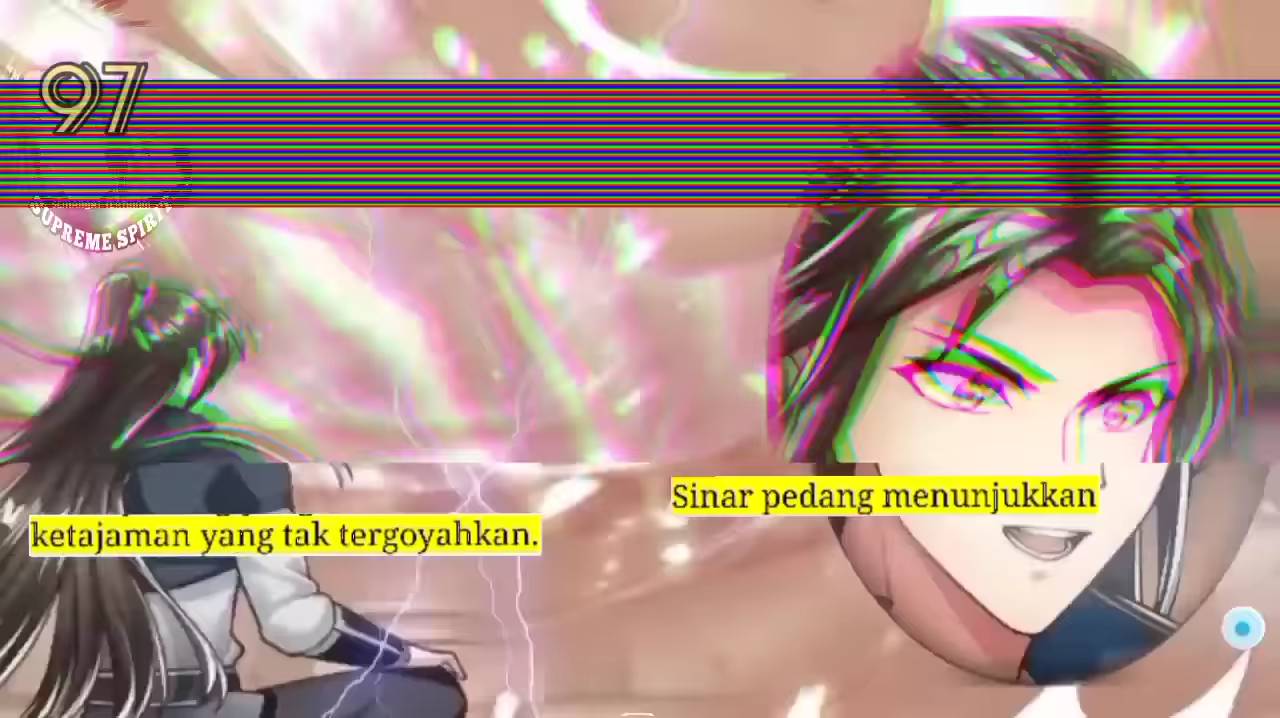 97
SUPREME SPIRIT
Sinar pedang menunjukkan
ketajaman yang tak tergoyahkan.